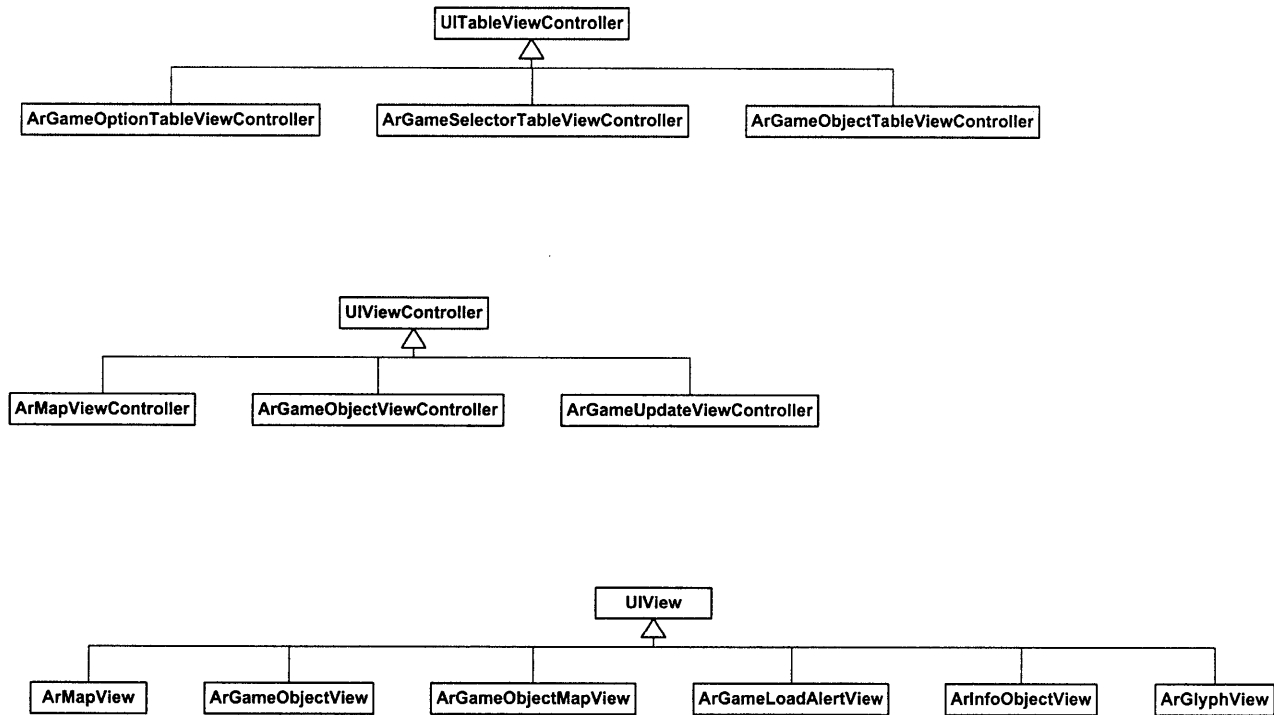 UITableViewController
ArGameOptionTableViewController
ArGameSelectorTableViewController
ArGameObjectTableViewController
UIViewController
ArMapViewController
ArGameObjectViewController
ArGameUpdateViewController
UIView
ArMapView
ArGameObjectView
ArGameObjectMapView
ArGameLoadAlertView
ArInfoObjectView
ArGlyphView